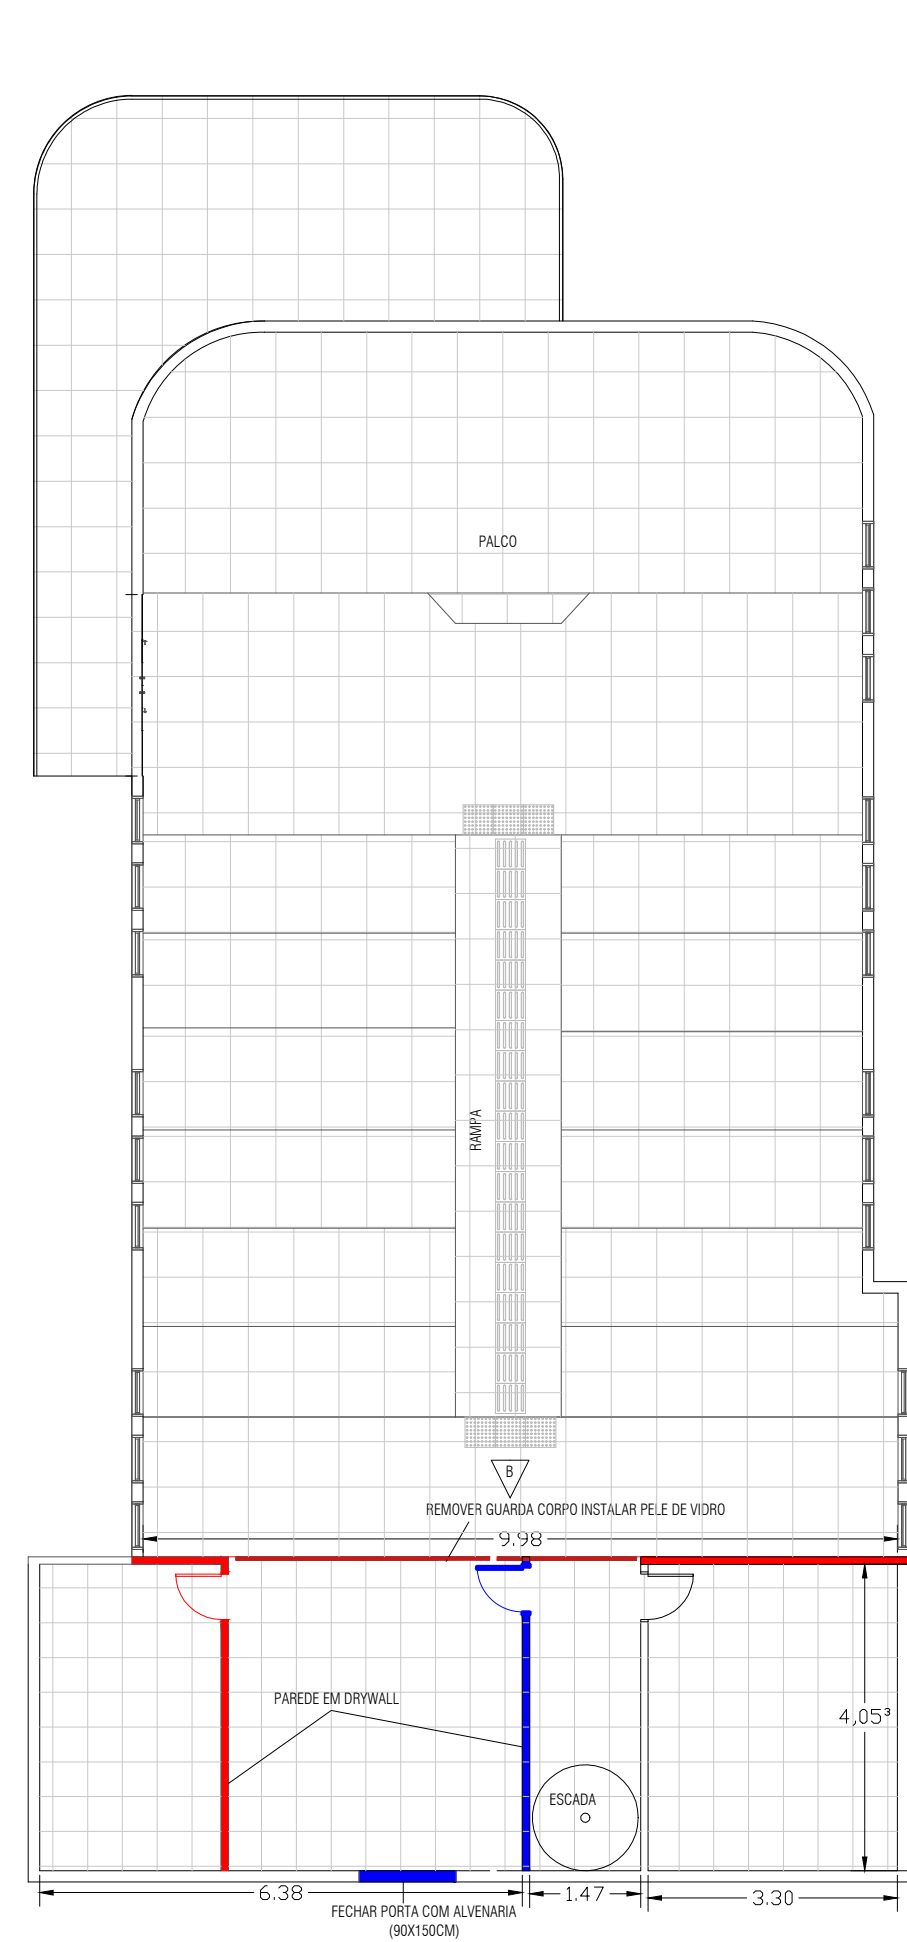 PALCO
RAMPA
B
REMOVER GUARDA CORPO INSTALAR PELE DE VIDRO
9.98
PAREDE EM DRYWALL
4,05³
ESCADA
6.38
1.47
3.30
FECHAR PORTA COM ALVENARIA
(90X150CM)